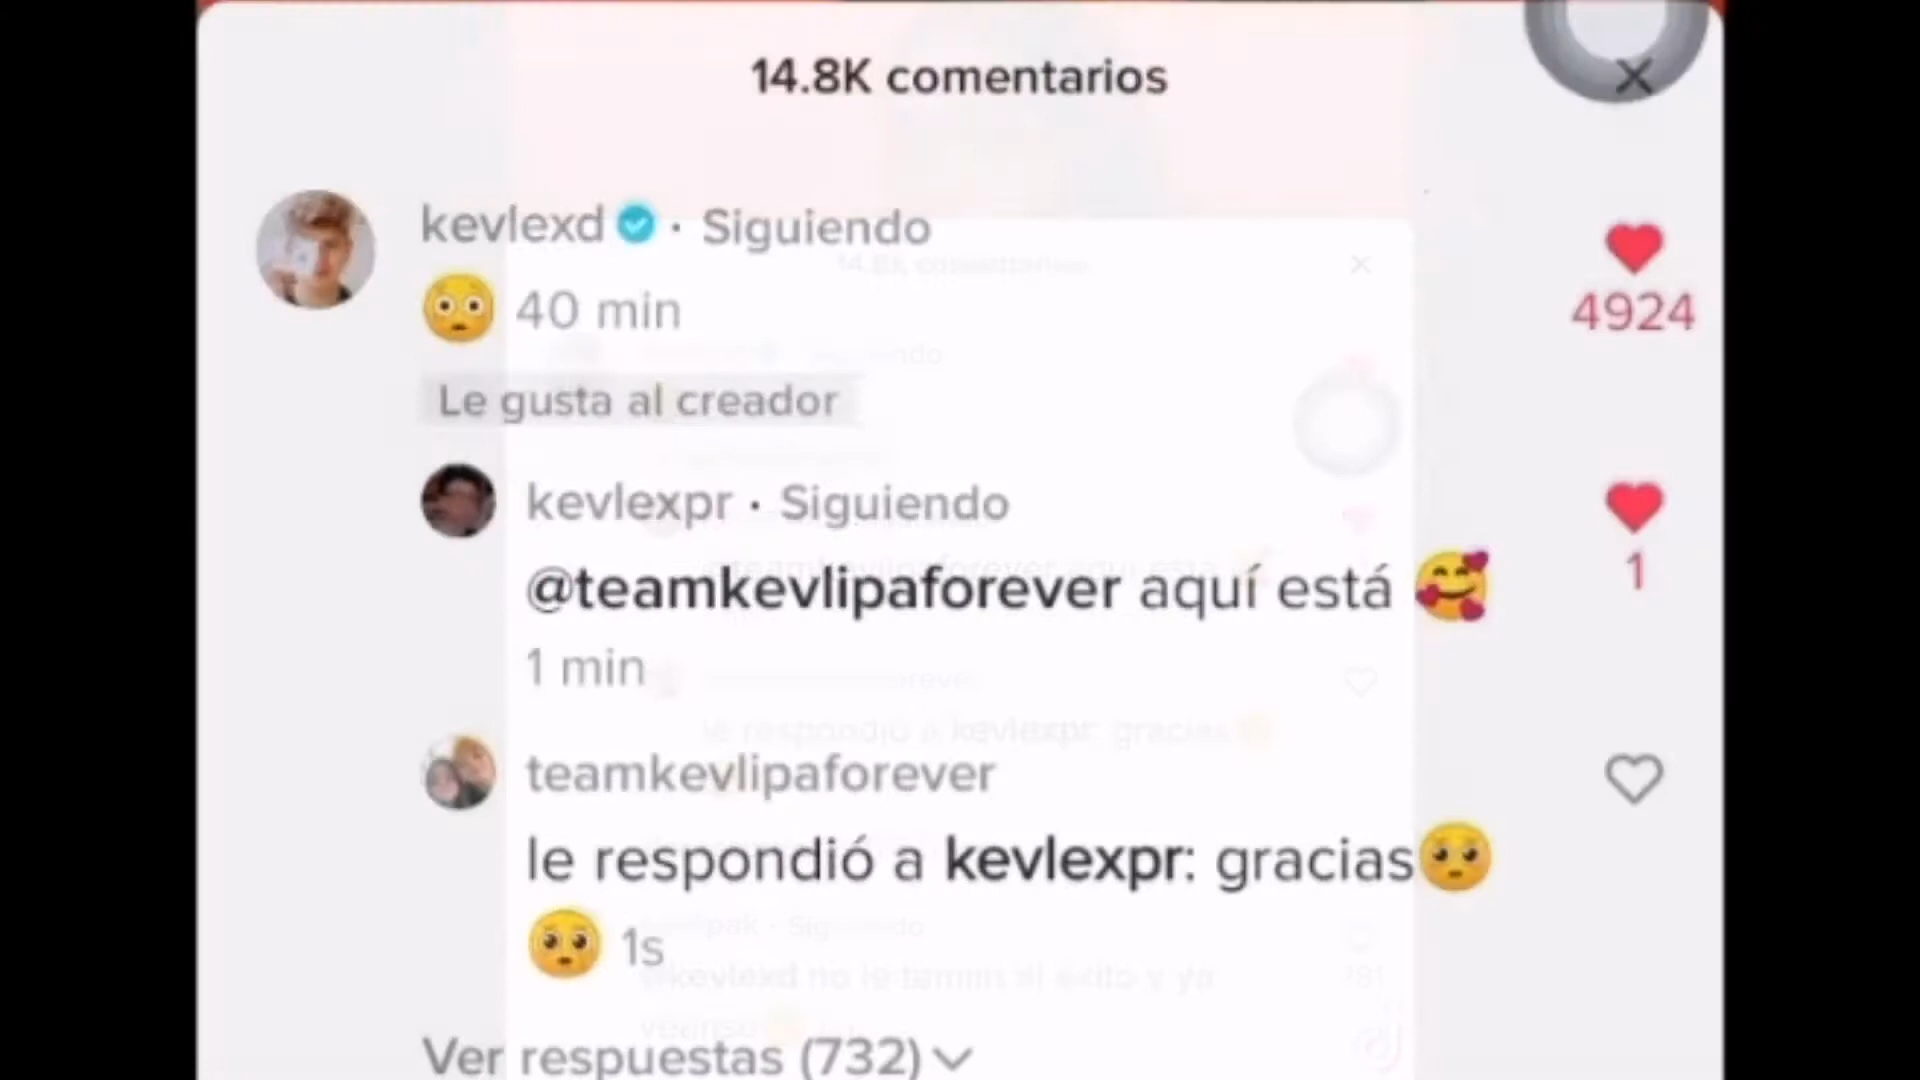 14.8K comentarios
kevlexd · Siguiendo
40 min
Le gusta al creador
4924
kevlexpr · Siguiendo
@teamkevlipaforever aquí está
1
1 min
teamkevlipaforever
le respondió a kevlexpr: gracias
1s
Ver respuestas (732)